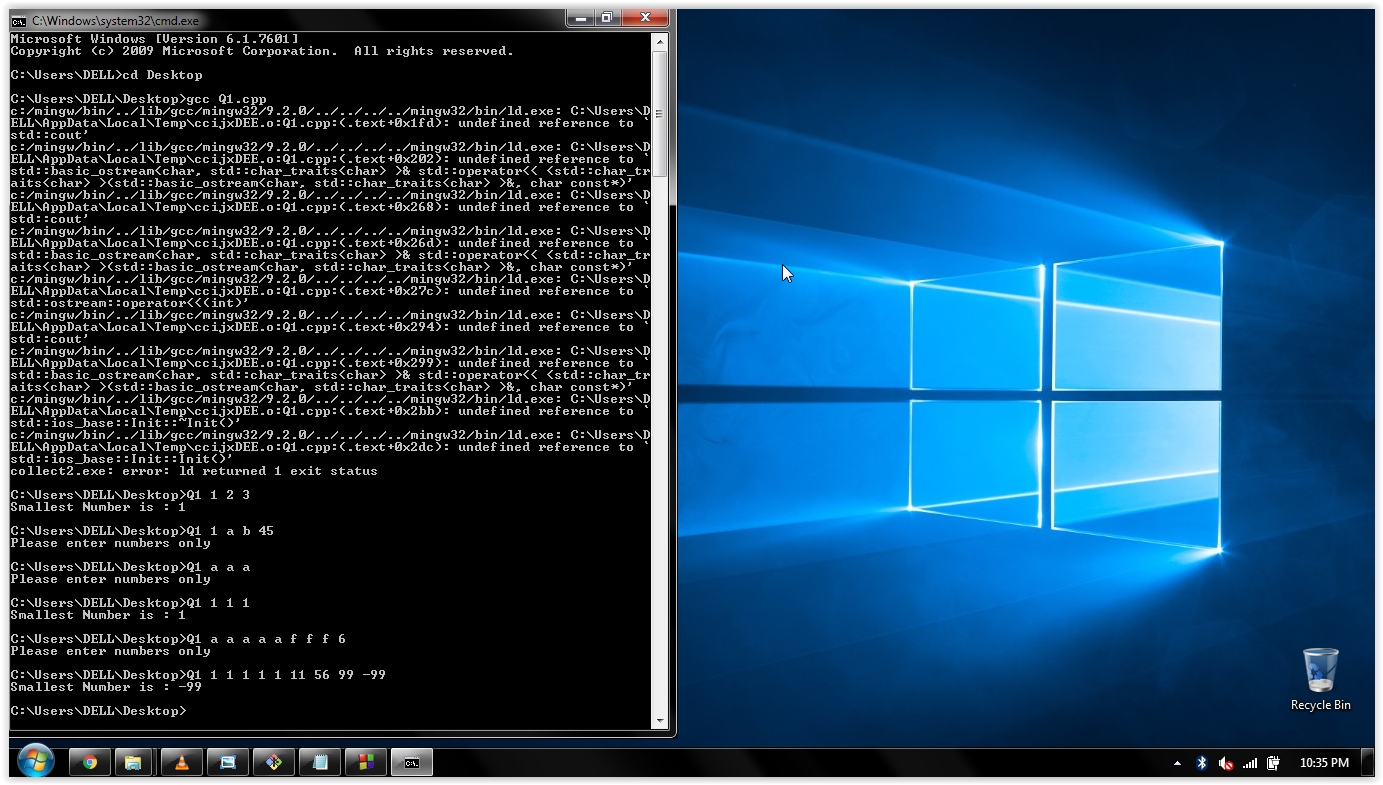 C:\Windows\system32\cmd.exe
Microsoft Windows [Version 6.1.7601]
Copyright (c) 2009 Microsoft Corporation.  All rights reserved.
C:\Users\DELL>cd Desktop
C:\Users\DELL\Desktop>gcc Q1.cpp
c:/mingw/bin/../lib/gcc/mingw32/9.2.0/../../../../mingw32/bin/ld.exe: C:\Users\D
ELL\AppData\Local\Temp\ccijxDEE.o:Q1.cpp:(.text+0x1fd): undefined reference to `
std::cout'
c:/mingw/bin/../lib/gcc/mingw32/9.2.0/../../../../mingw32/bin/ld.exe: C:\Users\D
ELL\AppData\Local\Temp\ccijxDEE.o:Q1.cpp:(.text+0x202): undefined reference to `
std::basic_ostream<char, std::char_traits<char> >& std::operator<< <std::char_tr
aits<char> >(std::basic_ostream<char, std::char_traits<char> >&, char const*)'
c:/mingw/bin/../lib/gcc/mingw32/9.2.0/../../../../mingw32/bin/ld.exe: C:\Users\D
ELL\AppData\Local\Temp\ccijxDEE.o:Q1.cpp:(.text+0x268): undefined reference to `
std::cout'
c:/mingw/bin/../lib/gcc/mingw32/9.2.0/../../../../mingw32/bin/ld.exe: C:\Users\D
ELL\AppData\Local\Temp\ccijxDEE.o:Q1.cpp:(.text+0x26d): undefined reference to `
std::basic_ostream<char, std::char_traits<char> >& std::operator<< <std::char_tr
aits<char> >(std::basic_ostream<char, std::char_traits<char> >&, char const*)'
c:/mingw/bin/../lib/gcc/mingw32/9.2.0/../../../../mingw32/bin/ld.exe: C:\Users\D
ELL\AppData\Local\Temp\ccijxDEE.o:Q1.cpp:(.text+0x27c): undefined reference to `
std::ostream::operator<<(int)'
c:/mingw/bin/../lib/gcc/mingw32/9.2.0/../../../../mingw32/bin/ld.exe: C:\Users\D
ELL\AppData\Local\Temp\ccijxDEE.o:Q1.cpp:(.text+0x294): undefined reference to `
std::cout'
c:/mingw/bin/../lib/gcc/mingw32/9.2.0/../../../../mingw32/bin/ld.exe: C:\Users\D
ELL\AppData\Local\Temp\ccijxDEE.o:Q1.cpp:(.text+0x299): undefined reference to `
std::basic_ostream<char, std::char_traits<char> >& std::operator<< <std::char_tr
aits<char> >(std::basic_ostream<char, std::char_traits<char> >&, char const*)'
c:/mingw/bin/../lib/gcc/mingw32/9.2.0/../../../../mingw32/bin/ld.exe: C:\Users\D
ELL\AppData\Local\Temp\ccijxDEE.o:Q1.cpp:(.text+0x2bb): undefined reference to `
std::ios_base::Init::~Init()'
c:/mingw/bin/../lib/gcc/mingw32/9.2.0/../../../../mingw32/bin/ld.exe: C:\Users\D
ELL\AppData\Local\Temp\ccijxDEE.o:Q1.cpp:(.text+0x2dc): undefined reference to `
std::ios_base::Init::Init()'
collect2.exe: error: ld returned 1 exit status
C:\Users\DELL\Desktop>Q1 1 2 3
Smallest Number is : 1
C:\Users\DELL\Desktop>Q1 1 a b 45
Please enter numbers only
C:\Users\DELL\Desktop>Q1 a a a
Please enter numbers only
C:\Users\DELL\Desktop>Q1 1 1 1
Smallest Number is : 1
C:\Users\DELL\Desktop>Q1 a a a a a f f f 6
Please enter numbers only
C:\Users\DELL\Desktop>Q1 1 1 1 1 1 11 56 99 -99
Smallest Number is : -99
C:\Users\DELL\Desktop>
Recycle Bin
10:35 PM